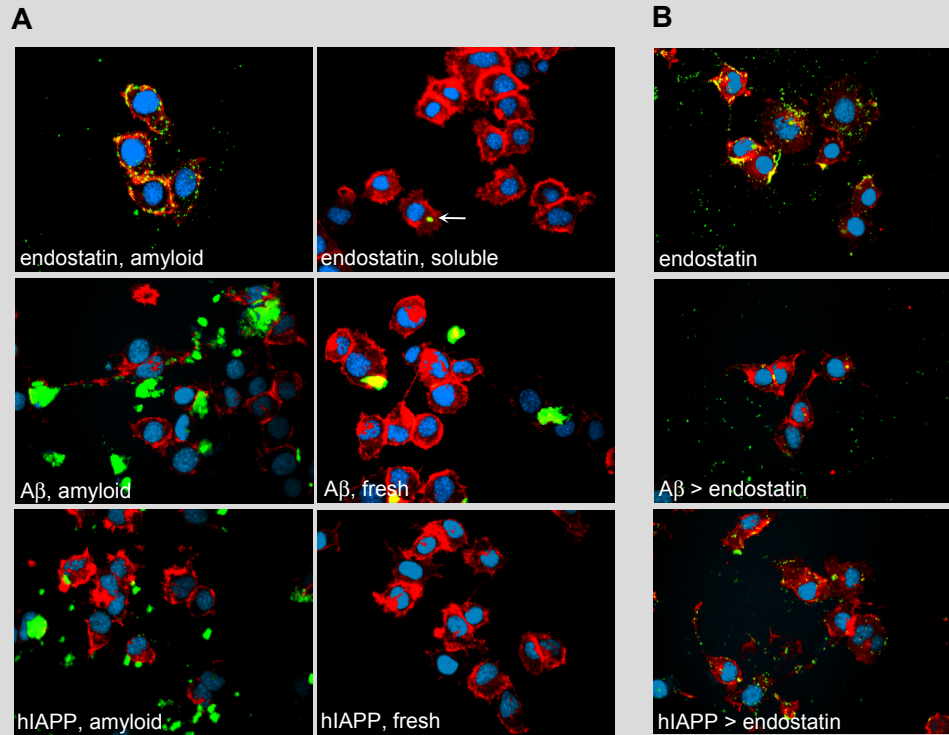 A
B
endostatin, amyloid
endostatin, soluble
endostatin
Aβ, amyloid
Aβ, fresh
Aβ > endostatin
hIAPP, amyloid
hIAPP, fresh
hIAPP > endostatin